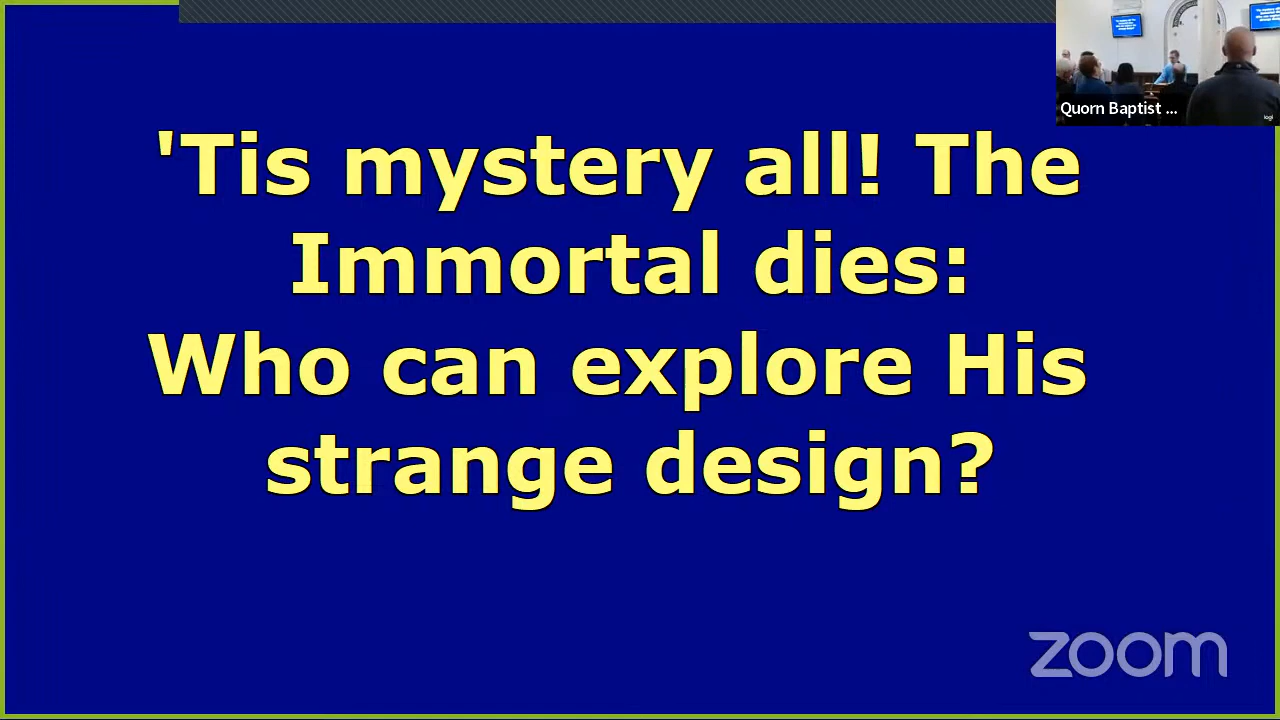 'Tis mystery all! The
Immortal dies:
Who can explore His
strange design?
Quorn Baptist ...
zoom